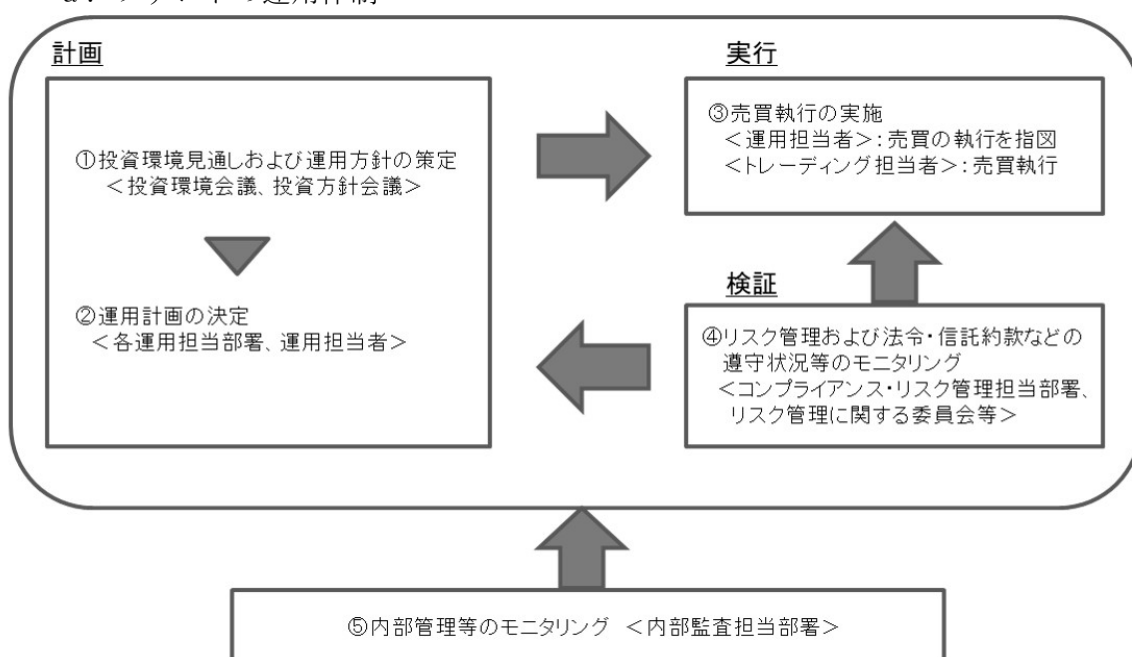 計画
①投資環境見通しおよび運用方針の策定
＜投資環境会議、投資方針会議＞
②運用計画の決定
＜各運用担当部署、運用担当者＞
実行
③売買執行の実施
＜運用担当者＞：売買の執行を指図
＜トレーディング担当者＞：売買執行
検証
④リスク管理および法令・信託約款などの
遵守状況等のモニタリング
＜コンプライアンス・リスク管理担当部署、
リスク管理に関する委員会等＞
⑤内部管理等のモニタリング ＜内部監査担当部署＞